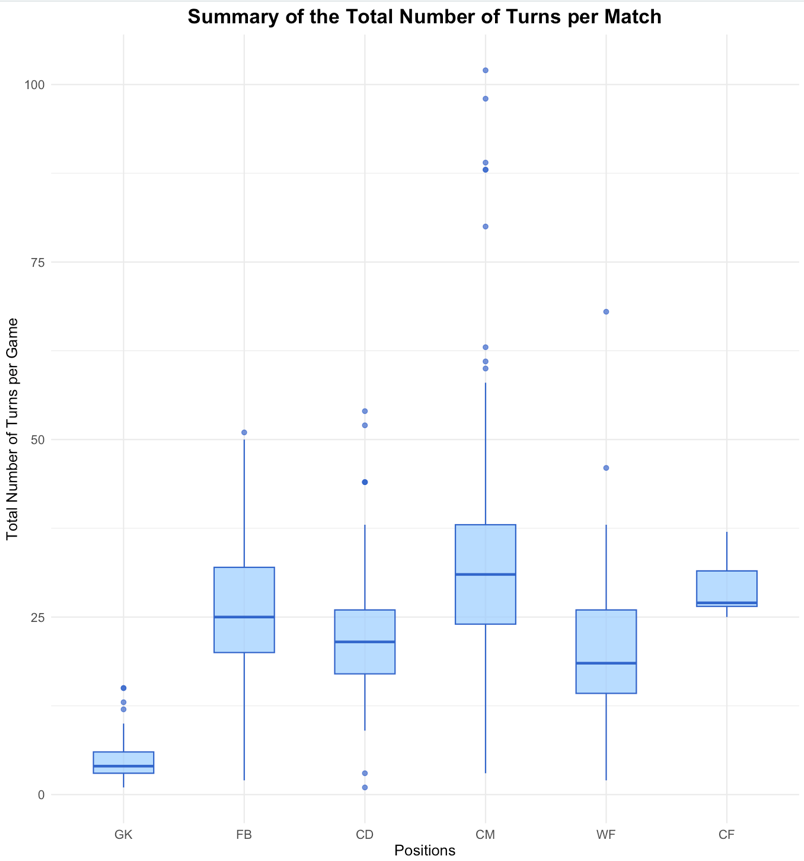 Summary of the Total Number of Turns per Match
Total Number of Turns per Game
100
75
50
25
0
GK FB CD CM WF CF
Positions